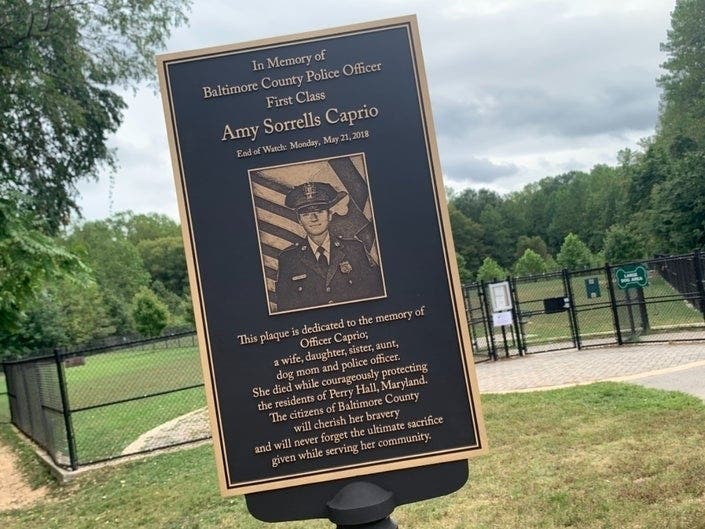 In Memory of
Baltimore County Police Officer
First Class
Amy Sorrells Caprio
End of Watch: Monday, May 21, 2018
This plaque is dedicated to the memory of
Officer Caprio;
a wife, daughter, sister, aunt,
dog mom and police officer.
She died while courageously protecting
the residents of Perry Hall, Maryland.
The citizens of Baltimore County
will cherish her bravery
and will never forget the ultimate sacrifice
given while serving her community.
LARGE
DOG AREA